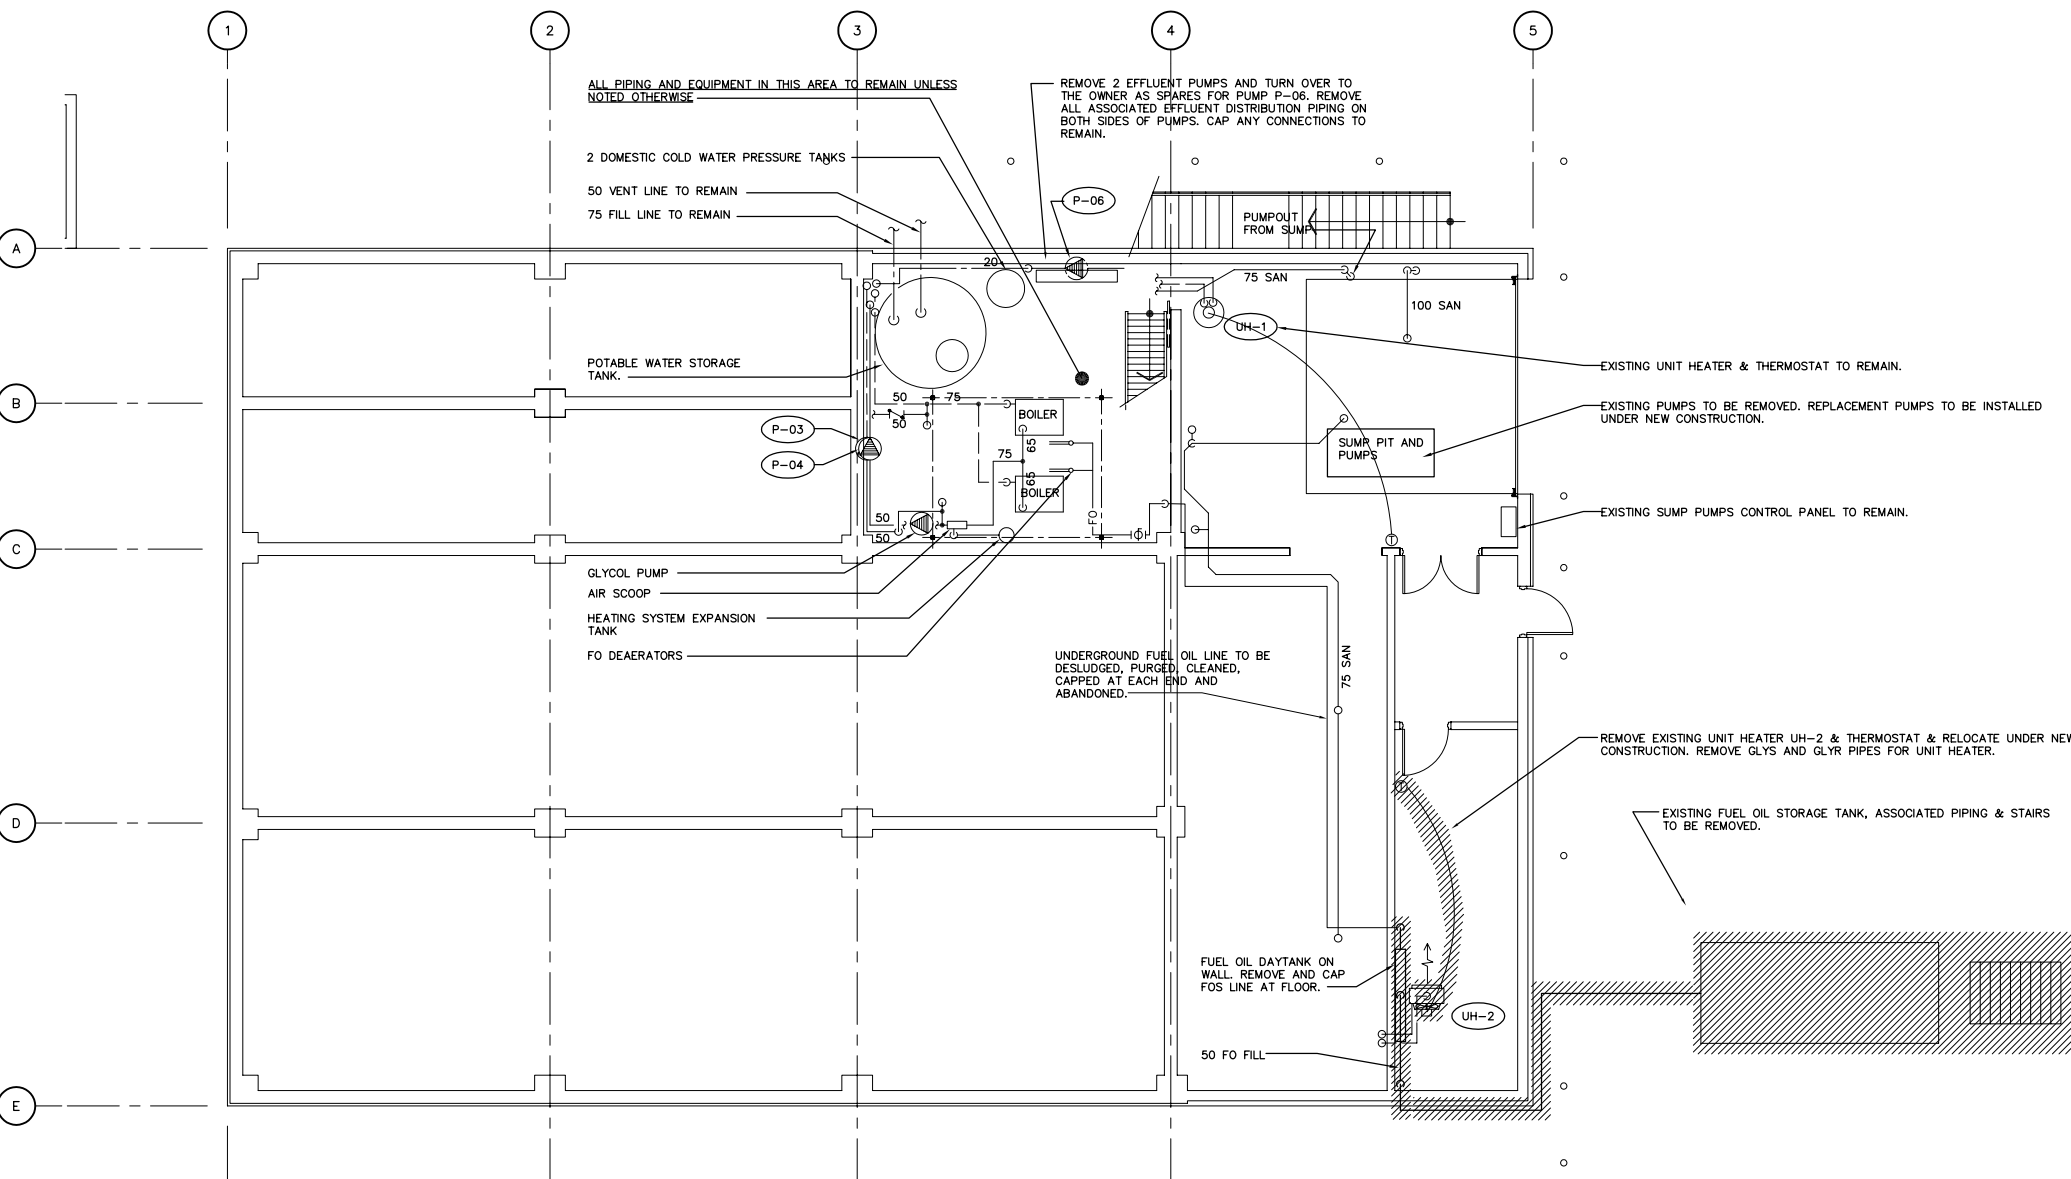 1
2
3
4
5
ALL PIPING AND EQUIPMENT IN THIS AREA TO REMAIN UNLESS
NOTED OTHERWISE
REMOVE 2 EFFLUENT PUMPS AND TURN OVER TO
THE OWNER AS SPARES FOR PUMP P-06. REMOVE
ALL ASSOCIATED EFFLUENT DISTRIBUTION PIPING ON
BOTH SIDES OF PUMPS. CAP ANY CONNECTIONS TO
REMAIN.
2 DOMESTIC COLD WATER PRESSURE TANKS
50 VENT LINE TO REMAIN
75 FILL LINE TO REMAIN
P-06
PUMPOUT
FROM SUMP
A
20
75 SAN
100 SAN
UH-1
POTABLE WATER STORAGE
TANK.
EXISTING UNIT HEATER & THERMOSTAT TO REMAIN.
B
50
75
50
BOILER
EXISTING PUMPS TO BE REMOVED. REPLACEMENT PUMPS TO BE INSTALLED
UNDER NEW CONSTRUCTION.
P-03
P-04
SUMP PIT AND
PUMPS
75
65
65
BOILER
50
50
FO
EXISTING SUMP PUMPS CONTROL PANEL TO REMAIN.
T
C
GLYCOL PUMP
AIR SCOOP
HEATING SYSTEM EXPANSION
TANK
FO DEAERATORS
UNDERGROUND FUEL OIL LINE TO BE
DESLUDGED, PURGED, CLEANED,
CAPPED AT EACH END AND
ABANDONED.
75 SAN
REMOVE EXISTING UNIT HEATER UH-2 & THERMOSTAT & RELOCATE UNDER NEW
CONSTRUCTION. REMOVE GLYS AND GLYR PIPES FOR UNIT HEATER.
T
D
EXISTING FUEL OIL STORAGE TANK, ASSOCIATED PIPING & STAIRS
TO BE REMOVED.
FUEL OIL DAYTANK ON
WALL. REMOVE AND CAP
FOS LINE AT FLOOR.
UH-2
50 FO FILL
E